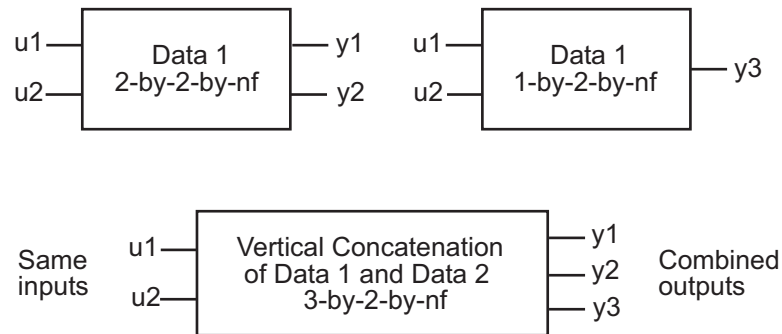 u1
u2
Data 1
2-by-2-by-nf
y1
y2
u1
u2
Data 1
1-by-2-by-nf
y3
Same
inputs
u1
u2
Vertical Concatenation
of Data 1 and Data 2
3-by-2-by-nf
y1
y2
y3
Combined
outputs